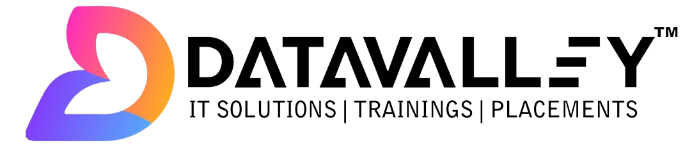 DATAVALLEY™
IT SOLUTIONS | TRAININGS | PLACEMENTS